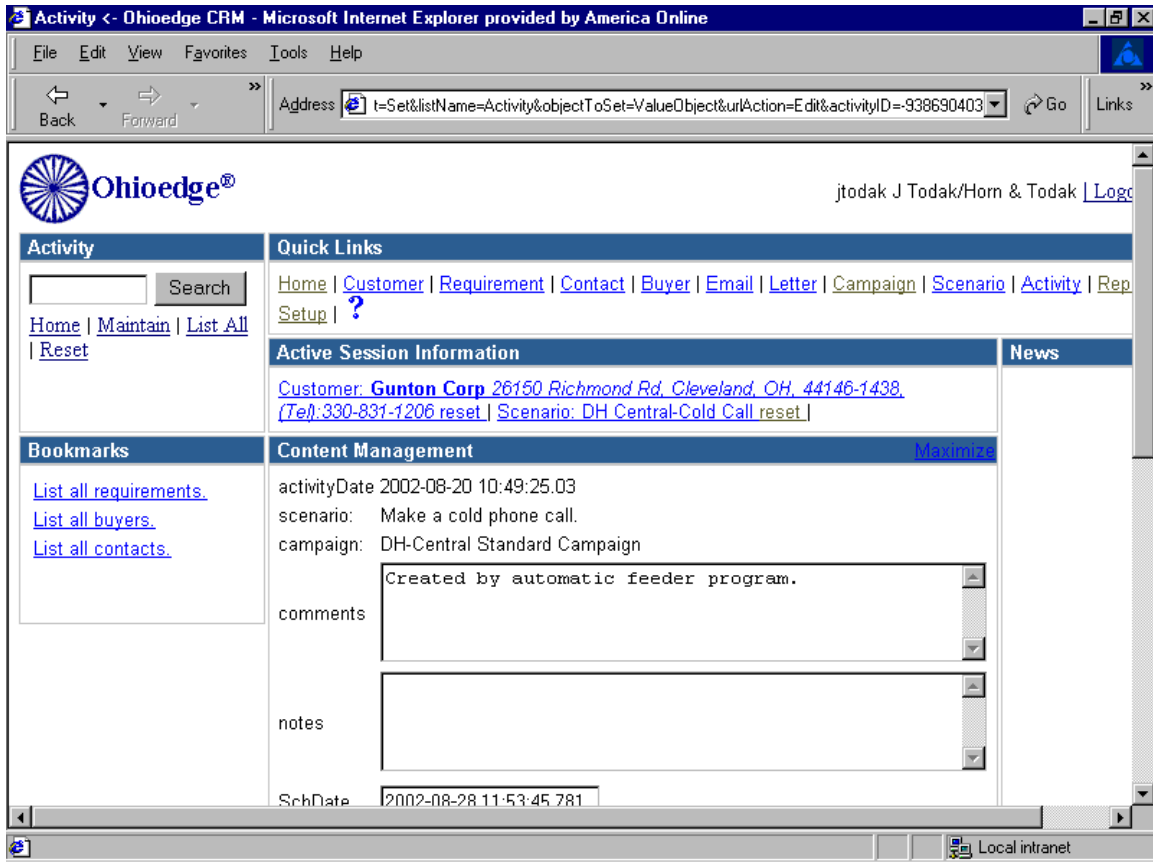 Activity <- Ohioedge CRM - Microsoft Internet Explorer provided by America Online
File Edit View Favorites Tools Help
Back Forward » Address t=Set&listName=Activity&objectToSet=ValueObject&urlAction=Edit&activityID=-938690403 Go Links »
Ohioedge®
jtodak J Todak/Horn & Todak | Logo
Activity
Search
Home | Maintain | List All
| Reset
Quick Links
Home | Customer | Requirement | Contact | Buyer | Email | Letter | Campaign | Scenario | Activity | Rep
Setup | ?
Active Session Information
Customer: Gunton Corp 26150 Richmond Rd, Cleveland, OH, 44146-1438,
(Tel):330-831-1206 reset | Scenario: DH Central-Cold Call reset |
News
Bookmarks
List all requirements.
List all buyers.
List all contacts.
Content Management Maximize
activityDate 2002-08-20 10:49:25.03
scenario: Make a cold phone call.
campaign: DH-Central Standard Campaign
comments Created by automatic feeder program.
notes
SchDate 2002-08-28 11:53:45.781
Local intranet